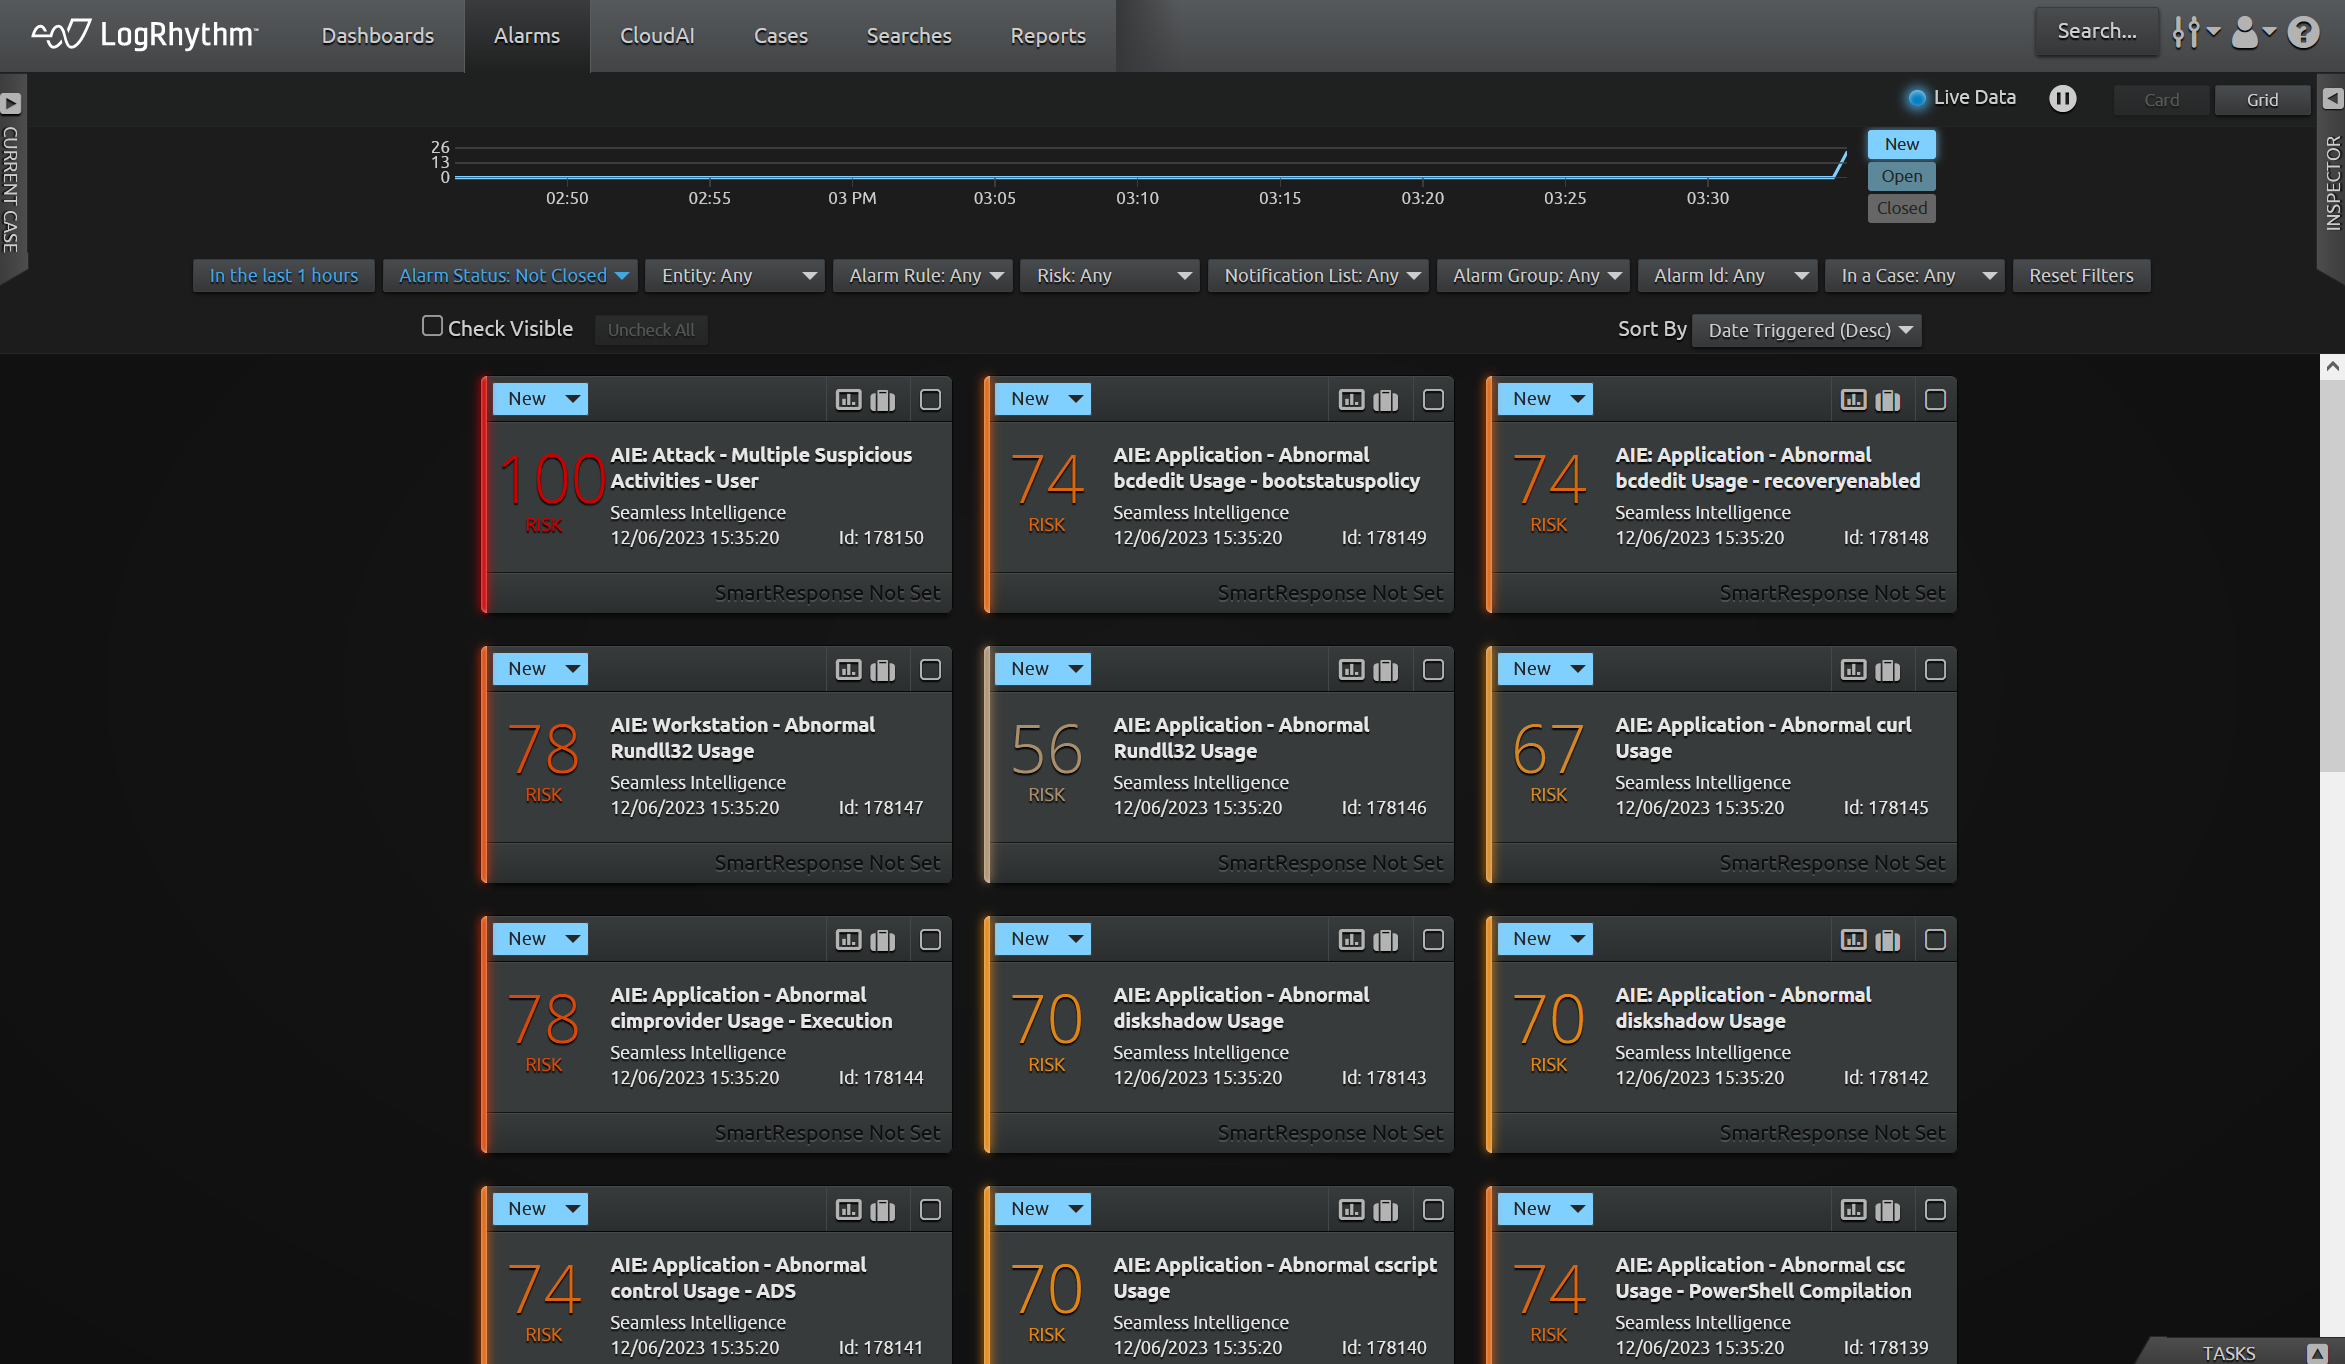 LogRhythm™
Dashboards
Alarms
CloudAI
Cases
Searches
Reports
Search...
CURRENT CASE
Live Data
Card
Grid
INSPECTOR
26
13
0
02:50
02:55
03 PM
03:05
03:10
03:15
03:20
03:25
03:30
New
Open
Closed
In the last 1 hours
Alarm Status: Not Closed
Entity: Any
Alarm Rule: Any
Risk: Any
Notification List: Any
Alarm Group: Any
Alarm Id: Any
In a Case: Any
Reset Filters
Check Visible
Uncheck All
Sort By
Date Triggered (Desc)
New
100
RISK
AIE: Attack - Multiple Suspicious
Activities - User
Seamless Intelligence
12/06/2023 15:35:20
Id: 178150
SmartResponse Not Set
New
74
RISK
AIE: Application - Abnormal
bcdedit Usage - bootstatuspolicy
Seamless Intelligence
12/06/2023 15:35:20
Id: 178149
SmartResponse Not Set
New
74
RISK
AIE: Application - Abnormal
bcdedit Usage - recoveryenabled
Seamless Intelligence
12/06/2023 15:35:20
Id: 178148
SmartResponse Not Set
New
78
RISK
AIE: Workstation - Abnormal
Rundll32 Usage
Seamless Intelligence
12/06/2023 15:35:20
Id: 178147
SmartResponse Not Set
New
56
RISK
AIE: Application - Abnormal
Rundll32 Usage
Seamless Intelligence
12/06/2023 15:35:20
Id: 178146
SmartResponse Not Set
New
67
RISK
AIE: Application - Abnormal curl
Usage
Seamless Intelligence
12/06/2023 15:35:20
Id: 178145
SmartResponse Not Set
New
78
RISK
AIE: Application - Abnormal
cimprovider Usage - Execution
Seamless Intelligence
12/06/2023 15:35:20
Id: 178144
SmartResponse Not Set
New
70
RISK
AIE: Application - Abnormal
diskshadow Usage
Seamless Intelligence
12/06/2023 15:35:20
Id: 178143
SmartResponse Not Set
New
70
RISK
AIE: Application - Abnormal
diskshadow Usage
Seamless Intelligence
12/06/2023 15:35:20
Id: 178142
SmartResponse Not Set
New
74
RISK
AIE: Application - Abnormal
control Usage - ADS
Seamless Intelligence
12/06/2023 15:35:20
Id: 178141
New
70
RISK
AIE: Application - Abnormal cscript
Usage
Seamless Intelligence
12/06/2023 15:35:20
Id: 178140
New
74
RISK
AIE: Application - Abnormal csc
Usage - PowerShell Compilation
Seamless Intelligence
12/06/2023 15:35:20
Id: 178139
TASKS